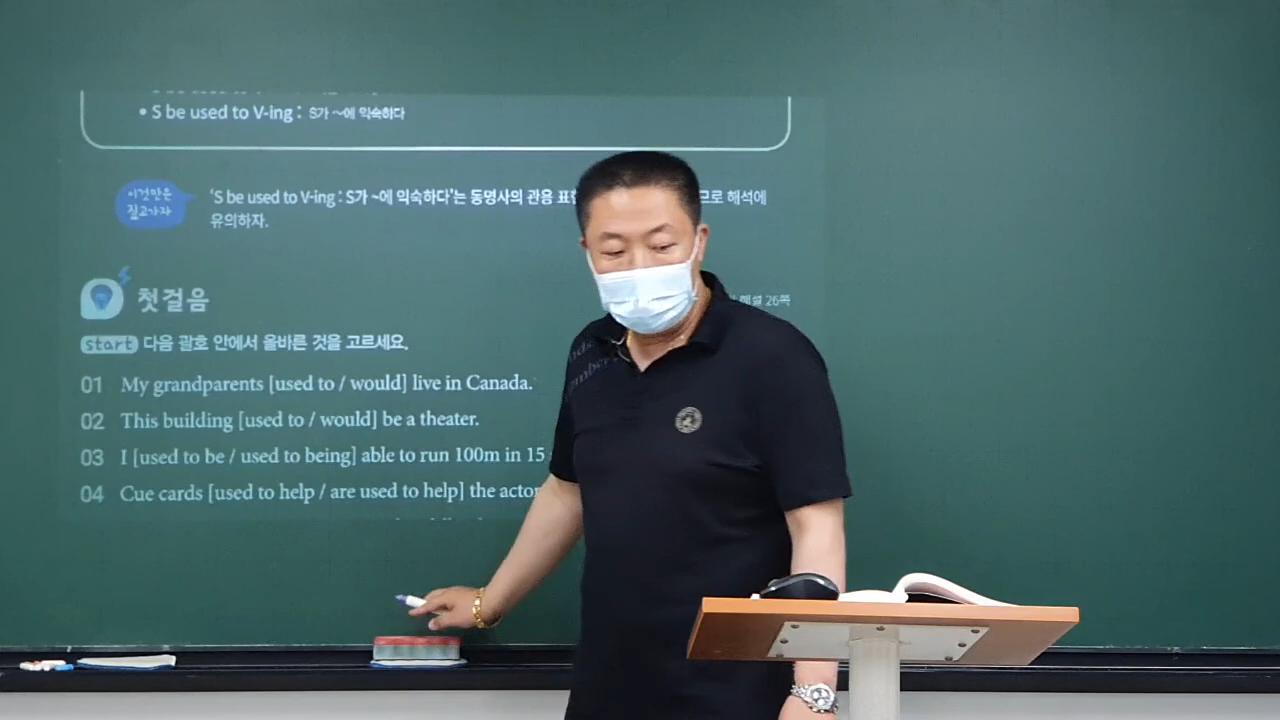 • S be used to V-ing : S가 ~에 익숙하다
이것만은
짚고가자
'S be used to V-ing : S가 ~에 익숙하다'는 동명사의 관용
므로 해석에
유의하자.
첫걸음
해설 26쪽
start 다음 괄호 안에서 올바른 것을 고르세요.
01 My grandparents [used to / would] live in Canada.
02 This building [used to / would] be a theater.
03 I [used to be / used to being] able to run 100m in 15
04 Cue cards [used to help / are used to help] the actor